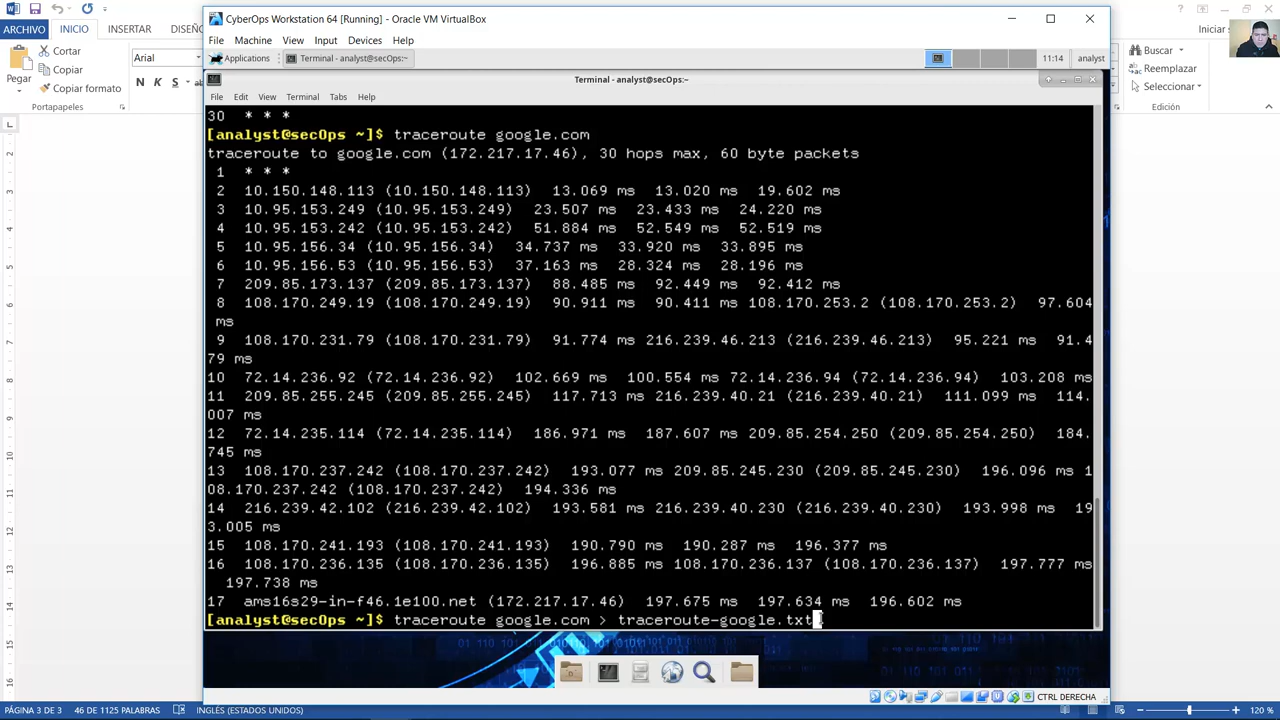 CyberOps Workstation 64 [Running] - Oracle VM VirtualBox
ARCHIVO INICIO INSERTAR DISEÑO Iniciar s
File Machine View Input Devices Help
Cortar
Copiar
Copiar formato
Pegar
Portapapeles
Arial
N K S
Buscar
Reemplazar
Seleccionar
Edición
Applications Terminal - analyst@secOps:~ 11:14 analyst
Terminal - analyst@secOps:~
File Edit View Terminal Tabs Help
30 * * *
[analyst@secOps ~]$ traceroute google.com
traceroute to google.com (172.217.17.46), 30 hops max, 60 byte packets
1 * * *
2 10.150.148.113 (10.150.148.113) 13.069 ms 13.020 ms 19.602 ms
3 10.95.153.249 (10.95.153.249) 23.507 ms 23.433 ms 24.220 ms
4 10.95.153.242 (10.95.153.242) 51.884 ms 52.549 ms 52.519 ms
5 10.95.156.34 (10.95.156.34) 34.737 ms 33.920 ms 33.895 ms
6 10.95.156.53 (10.95.156.53) 37.163 ms 28.324 ms 28.196 ms
7 209.85.173.137 (209.85.173.137) 88.485 ms 92.449 ms 92.412 ms
8 108.170.249.19 (108.170.249.19) 90.911 ms 90.411 ms 108.170.253.2 (108.170.253.2) 97.604
ms
9 108.170.231.79 (108.170.231.79) 91.774 ms 216.239.46.213 (216.239.46.213) 95.221 ms 91.4
79 ms
10 72.14.236.92 (72.14.236.92) 102.669 ms 100.554 ms 72.14.236.94 (72.14.236.94) 103.208 ms
11 209.85.255.245 (209.85.255.245) 117.713 ms 216.239.40.21 (216.239.40.21) 111.099 ms 114.
007 ms
12 72.14.235.114 (72.14.235.114) 186.971 ms 187.607 ms 209.85.254.250 (209.85.254.250) 184.
745 ms
13 108.170.237.242 (108.170.237.242) 193.077 ms 209.85.245.230 (209.85.245.230) 196.096 ms 1
08.170.237.242 (108.170.237.242) 194.336 ms
14 216.239.42.102 (216.239.42.102) 193.581 ms 216.239.40.230 (216.239.40.230) 193.998 ms 19
3.005 ms
15 108.170.241.193 (108.170.241.193) 190.790 ms 190.287 ms 196.377 ms
16 108.170.236.135 (108.170.236.135) 196.885 ms 108.170.236.137 (108.170.236.137) 197.777 ms
197.738 ms
17 ams16s29-in-f46.1e100.net (172.217.17.46) 197.675 ms 197.634 ms 196.602 ms
[analyst@secOps ~]$ traceroute google.com > traceroute-google.txt
CTRL DERECHA
PÁGINA 3 DE 3 46 DE 1125 PALABRAS INGLÉS (ESTADOS UNIDOS) 120 %